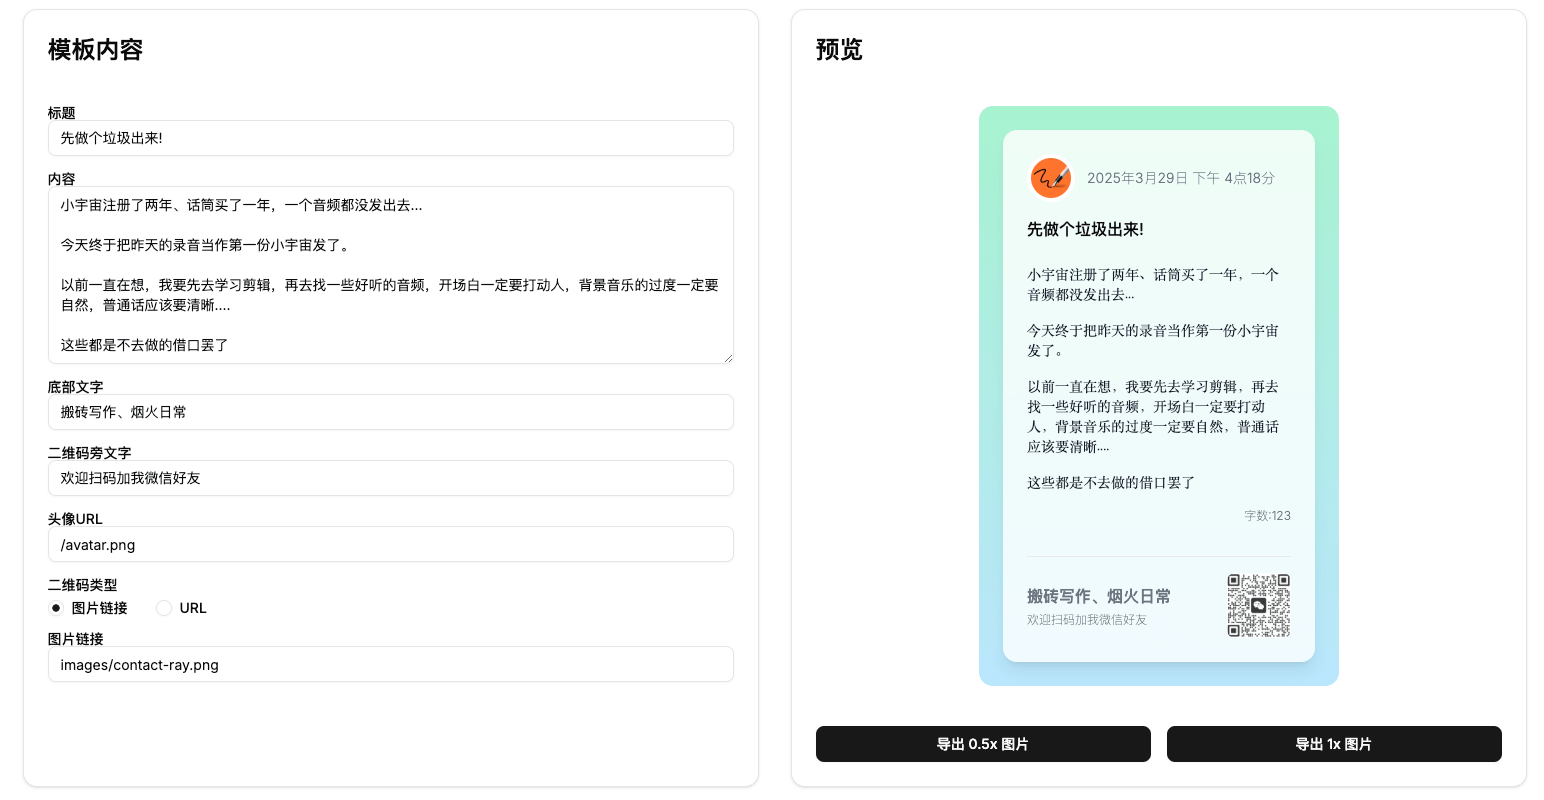 模板内容
标题
先做个垃圾出来!
内容
小宇宙注册了两年、话筒买了一年，一个音频都没发出去...
今天终于把昨天的录音当作第一份小宇宙发了。
以前一直在想，我要先去学习剪辑，再去找一些好听的音频，开场白一定要打动人，背景音乐的过度一定要
自然，普通话应该要清晰....
这些都是不去做的借口罢了
底部文字
搬砖写作、烟火日常
二维码旁文字
欢迎扫码加我微信好友
头像URL
/avatar.png
二维码类型
图片链接 URL
图片链接
images/contact-ray.png
预览
2025年3月29日 下午 4点18分
先做个垃圾出来!
小宇宙注册了两年、话筒买了一年，一个
音频都没发出去...
今天终于把昨天的录音当作第一份小宇宙
发了。
以前一直在想，我要先去学习剪辑，再去
找一些好听的音频，开场白一定要打动
人，背景音乐的过度一定要自然，普通话
应该要清晰....
这些都是不去做的借口罢了
字数:123
搬砖写作、烟火日常
欢迎扫码加我微信好友
导出 0.5x 图片
导出 1x 图片